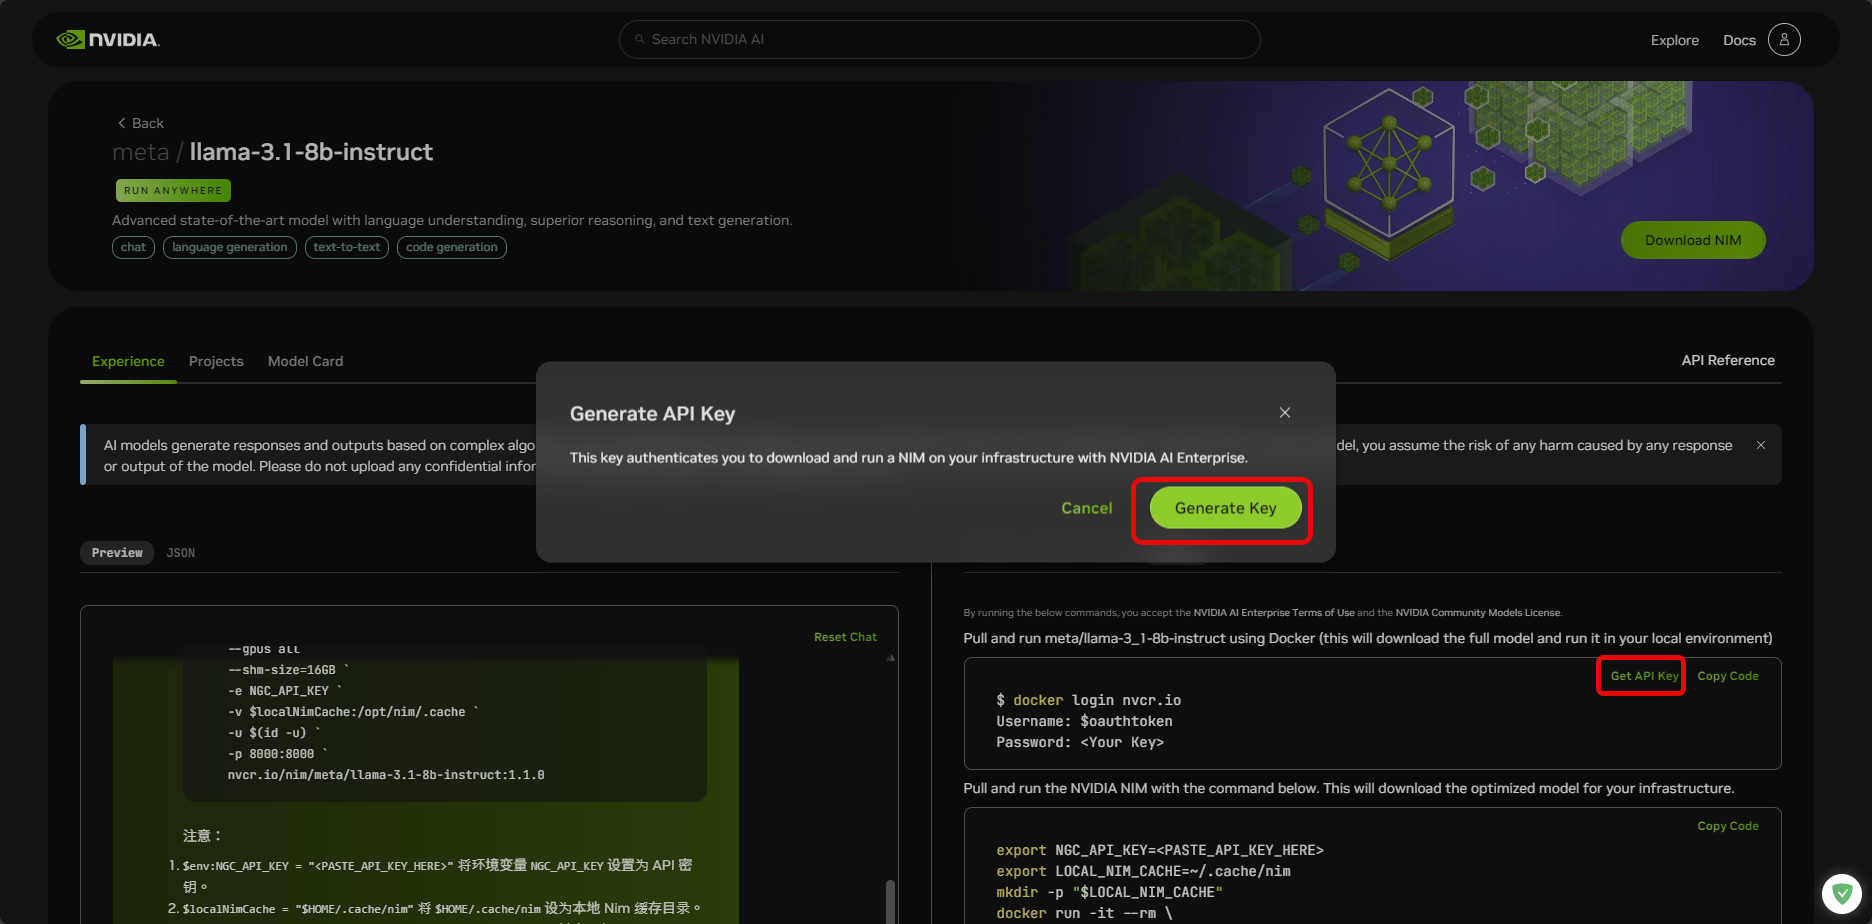 NVIDIA.
Search NVIDIA AI
Explore
Docs
Back
meta / llama-3.1-8b-instruct
RUN ANYWHERE
Advanced state-of-the-art model with language understanding, superior reasoning, and text generation.
chat
language generation
text-to-text
code generation
Download NIM
Experience
Projects
Model Card
API Reference
AI models generate responses and outputs based on complex algo
del, you assume the risk of any harm caused by any response
or output of the model. Please do not upload any confidential infor
Generate API Key
This key authenticates you to download and run a NIM on your infrastructure with NVIDIA AI Enterprise.
Cancel
Generate Key
Preview
JSON
Reset Chat
--gpus all
--shm-size=16GB `
-e NGC_API_KEY `
-v $localNimCache:/opt/nim/.cache `
-u $(id -u) `
-p 8000:8000 `
nvcr.io/nim/meta/llama-3.1-8b-instruct:1.1.0
注意：
1. $env:NGC_API_KEY = "<PASTE_API_KEY_HERE>" 将环境变量 NGC_API_KEY 设置为 API 密
钥。
2. $localNimCache = "$HOME/.cache/nim" 将 $HOME/.cache/nim 设为本地 Nim 缓存目录。
By running the below commands, you accept the NVIDIA AI Enterprise Terms of Use and the NVIDIA Community Models License.
Pull and run meta/llama-3_1-8b-instruct using Docker (this will download the full model and run it in your local environment)
Get API Key
Copy Code
$ docker login nvcr.io
Username: $oauthtoken
Password: <Your Key>
Pull and run the NVIDIA NIM with the command below. This will download the optimized model for your infrastructure.
Copy Code
export NGC_API_KEY=<PASTE_API_KEY_HERE>
export LOCAL_NIM_CACHE=~/.cache/nim
mkdir -p "$LOCAL_NIM_CACHE"
docker run -it --rm \